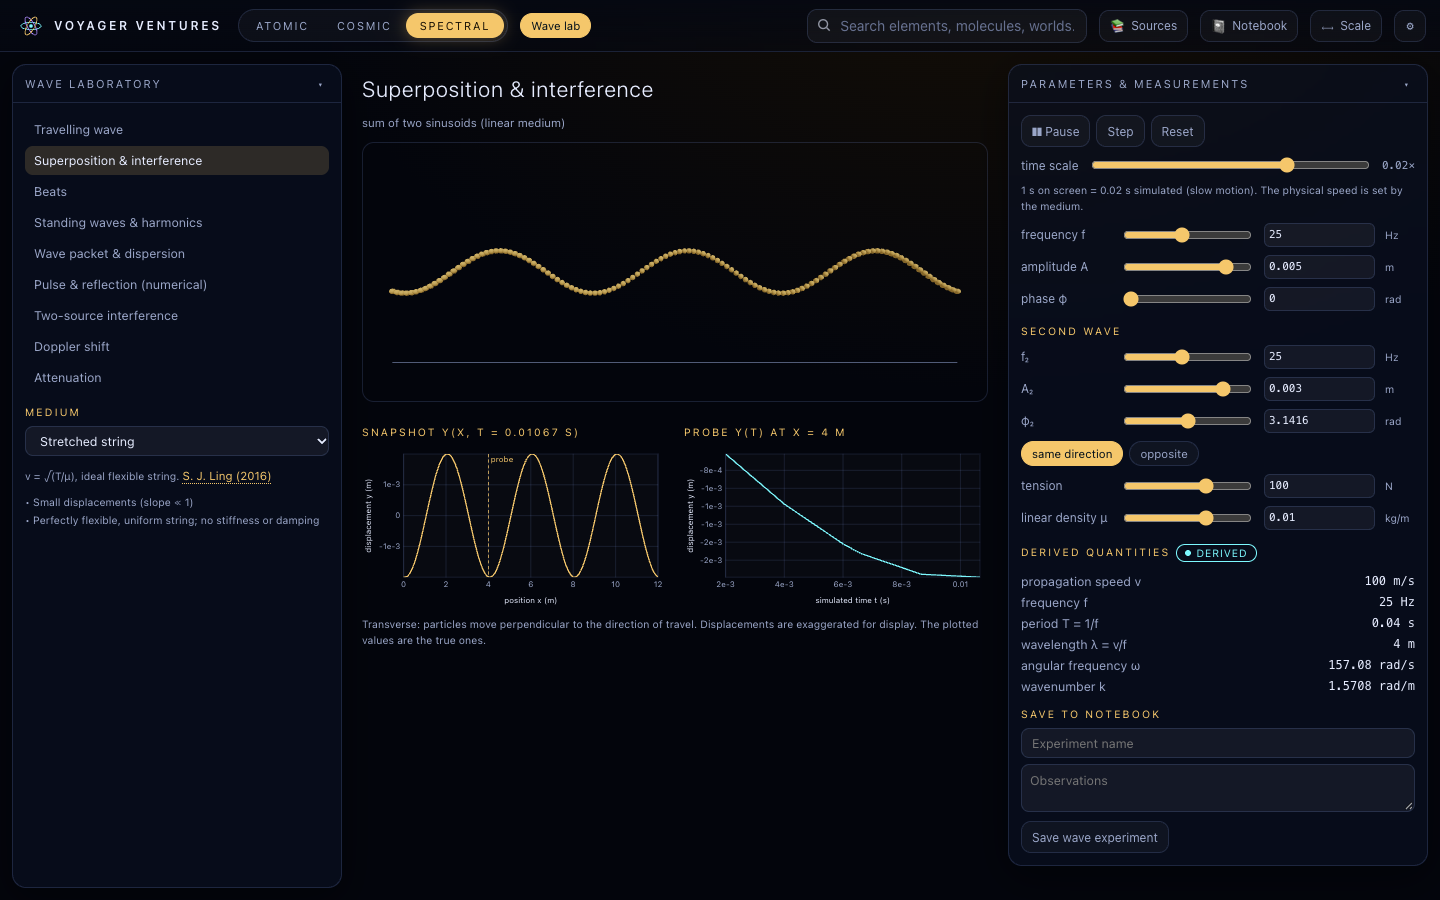 VOYAGER VENTURES
ATOMIC COSMIC SPECTRAL Wave lab
Search elements, molecules, worlds.
Sources Notebook Scale
WAVE LABORATORY
Travelling wave
Superposition & interference
Beats
Standing waves & harmonics
Wave packet & dispersion
Pulse & reflection (numerical)
Two-source interference
Doppler shift
Attenuation
MEDIUM
Stretched string
v = √(T/μ), ideal flexible string. S. J. Ling (2016)
• Small displacements (slope ≪ 1)
• Perfectly flexible, uniform string; no stiffness or damping
Superposition & interference
sum of two sinusoids (linear medium)
SNAPSHOT Y(X, T = 0.01067 S)
probe
displacement y (m)
1e-3
0
-1e-3
0 2 4 6 8 10 12
position x (m)
PROBE Y(T) AT X = 4 M
displacement y (m)
-8e-4
-1e-3
-1e-3
-1e-3
-2e-3
-2e-3
2e-3 4e-3 6e-3 8e-3 0.01
simulated time t (s)
Transverse: particles move perpendicular to the direction of travel. Displacements are exaggerated for display. The plotted
values are the true ones.
PARAMETERS & MEASUREMENTS
Pause Step Reset
time scale 0.02×
1 s on screen = 0.02 s simulated (slow motion). The physical speed is set by
the medium.
frequency f 25 Hz
amplitude A 0.005 m
phase φ 0 rad
SECOND WAVE
f₂ 25 Hz
A₂ 0.003 m
φ₂ 3.1416 rad
same direction opposite
tension 100 N
linear density μ 0.01 kg/m
DERIVED QUANTITIES DERIVED
propagation speed v 100 m/s
frequency f 25 Hz
period T = 1/f 0.04 s
wavelength λ = v/f 4 m
angular frequency ω 157.08 rad/s
wavenumber k 1.5708 rad/m
SAVE TO NOTEBOOK
Experiment name
Observations
Save wave experiment